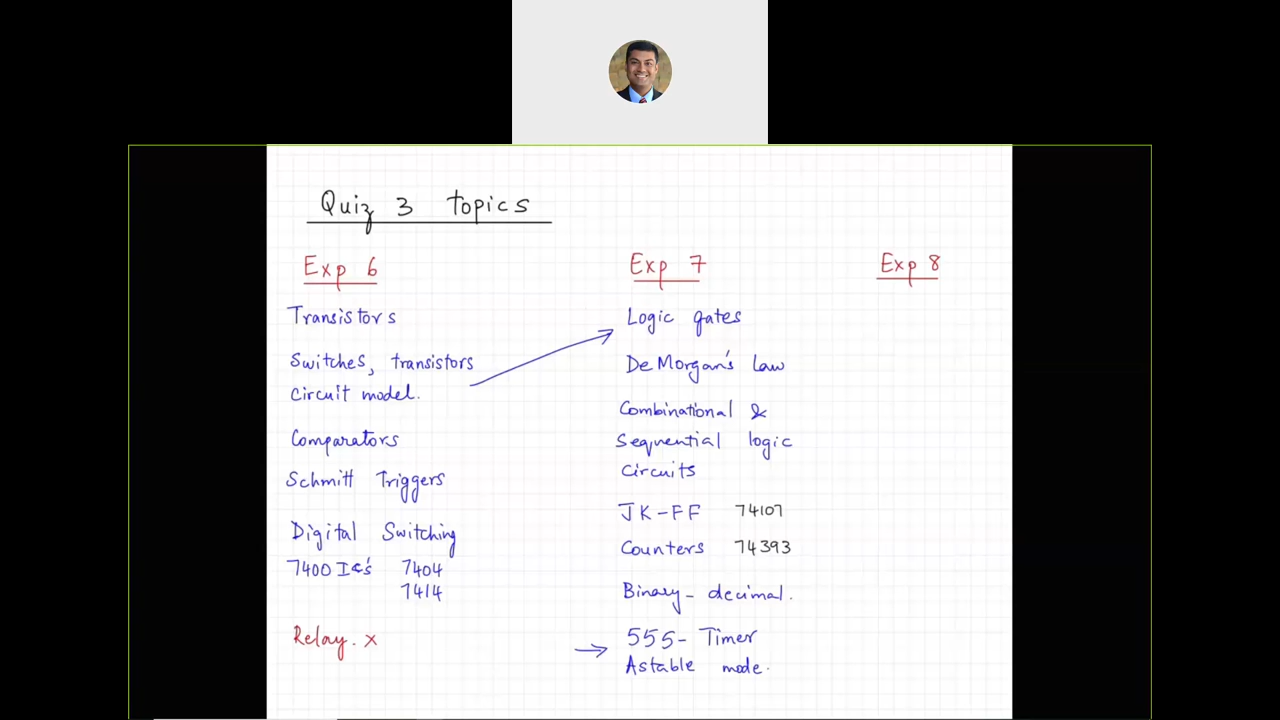 Quiz 3 topics
Exp 6
Transistors
Switches, transistors
circuit model.
Comparators
Schmitt Triggers
Digital Switching
7400 IC's 7404
7414
Relay. x
Exp 7
Logic gates
De Morgan's Law
Combinational &
Sequential logic
circuits
JK-FF 74107
Counters 74393
Binary - decimal.
555- Timer
Astable mode.
Exp 8